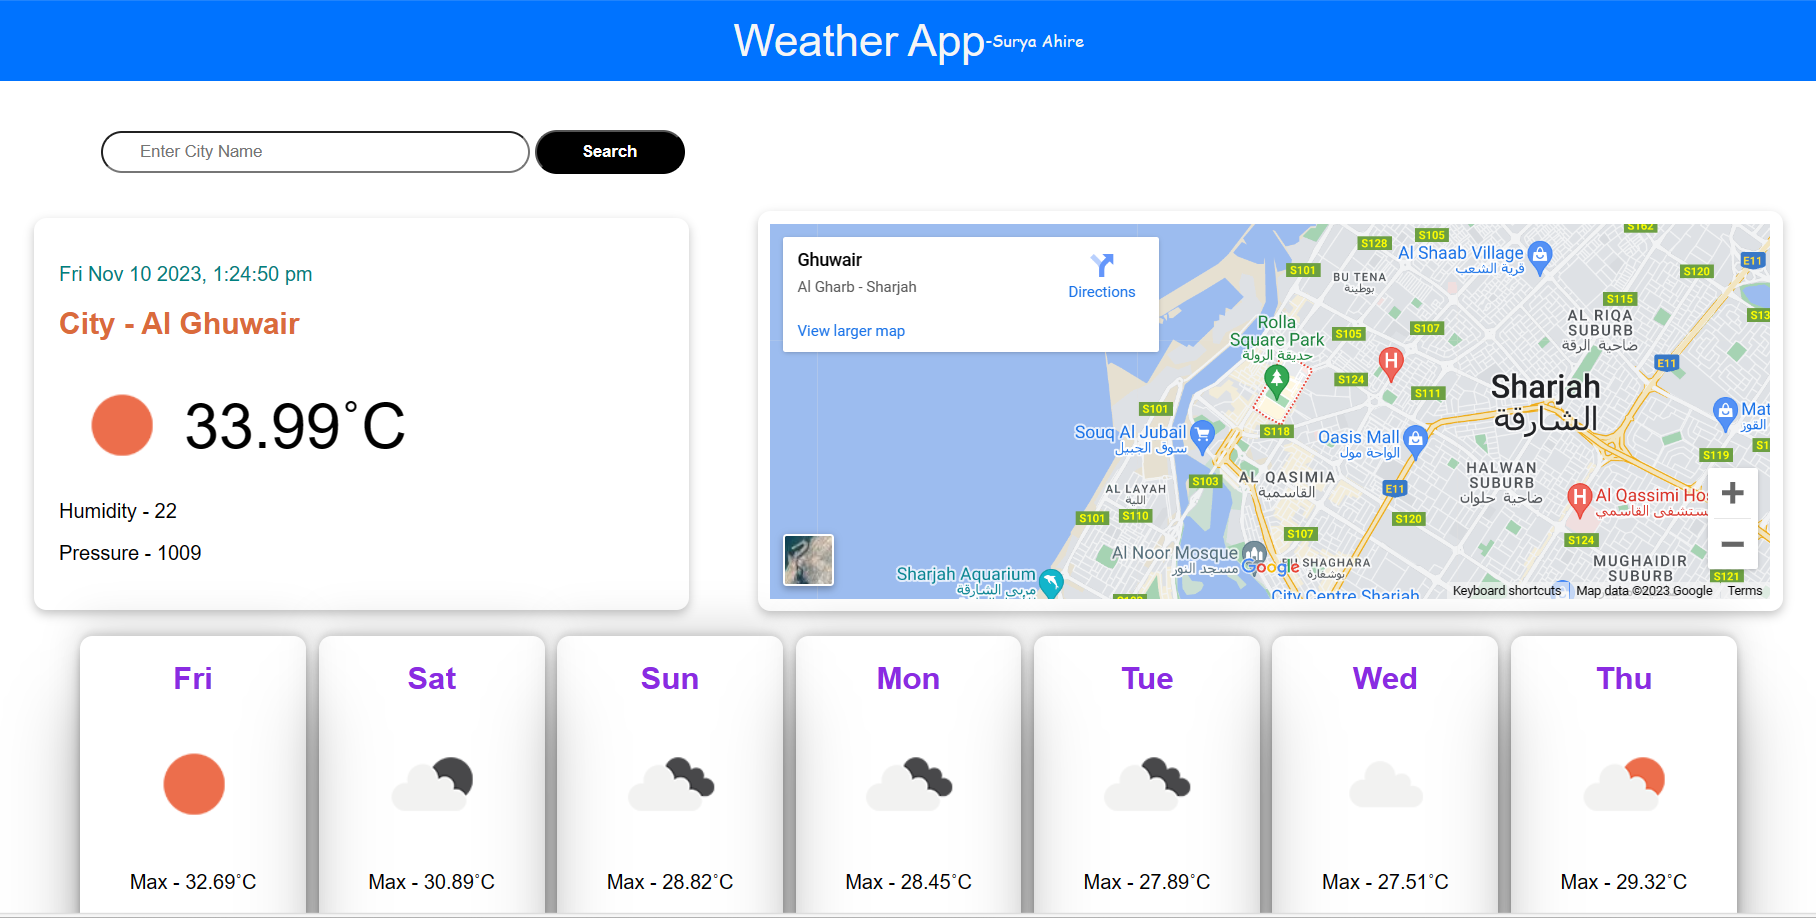 Weather App-Surya Ahire
Enter City Name
Search
Fri Nov 10 2023, 1:24:50 pm
City - Al Ghuwair
33.99°C
Humidity - 22
Pressure - 1009
Ghuwair
Al Gharb - Sharjah
Directions
View larger map
S162
S128
S105
Al Shaab Village
قرية الشعب
E11
S101
BU TENA
بوطينة
S120
S115
Rolla
Square Park
حديقة الرولة
S105
S107
AL RIQA
SUBURB
ضاحية الرقة
S13
E11
S124
S111
Sharjah
الشارقة
S101
Mat
القوز
Souq Al Jubail
سوق الجبيل
S118
Oasis Mall
الواحة مول
S1
S119
AL LAYAH
اللية
S103
AL QASIMIA
القاسمية
E11
HALWAN
SUBURB
ضاحية حلوان
Al Qassimi Hos
مستشفى القاسمي
S101
S110
S120
S107
S124
Al Noor Mosque
مسجد النور
Google
SHAGHARA
بوشغارة
MUGHAIDIR
SUBURB
S121
Sharjah Aquarium
مربى الشارقة
City Centre Sharjah
Keyboard shortcuts
Map data ©2023 Google
Terms
Fri
Sat
Sun
Mon
Tue
Wed
Thu
Max - 32.69°C
Max - 30.89°C
Max - 28.82°C
Max - 28.45°C
Max - 27.89°C
Max - 27.51°C
Max - 29.32°C